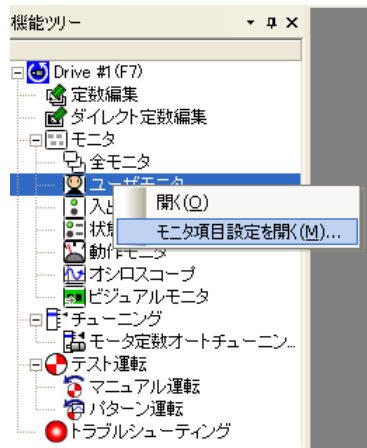 機能ツリー
Drive #1(F7)
定数編集
ダイレクト定数編集
モニタ
全モニタ
ユーザモニタ
開く(O)
モニタ項目設定を開く(M)...
動作モニタ
オシロスコープ
ビジュアルモニタ
チューニング
モータ定数オートチューニン...
テスト運転
マニュアル運転
パターン運転
トラブルシューティング